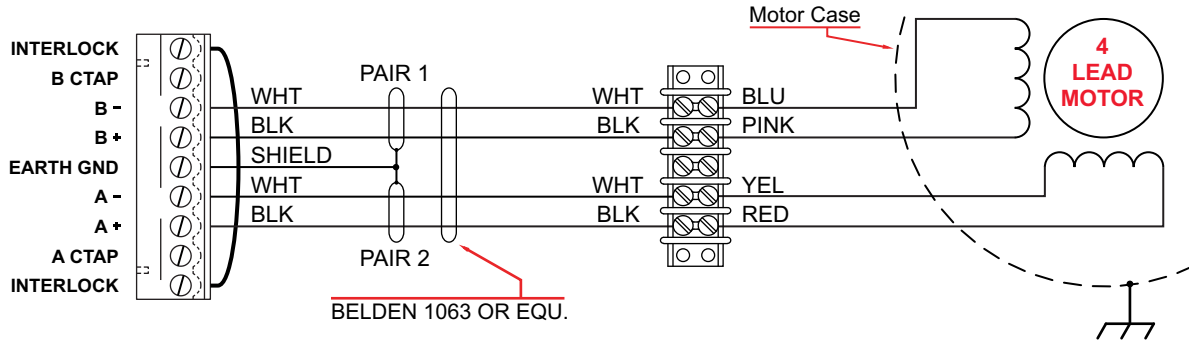 Motor Case
INTERLOCK
B CTAP
B -
B +
EARTH GND
A -
A +
A CTAP
INTERLOCK
PAIR 1
WHT
BLK
SHIELD
WHT
BLK
PAIR 2
BELDEN 1063 OR EQU.
WHT
BLK
WHT
BLK
BLU
PINK
YEL
RED
4
LEAD
MOTOR